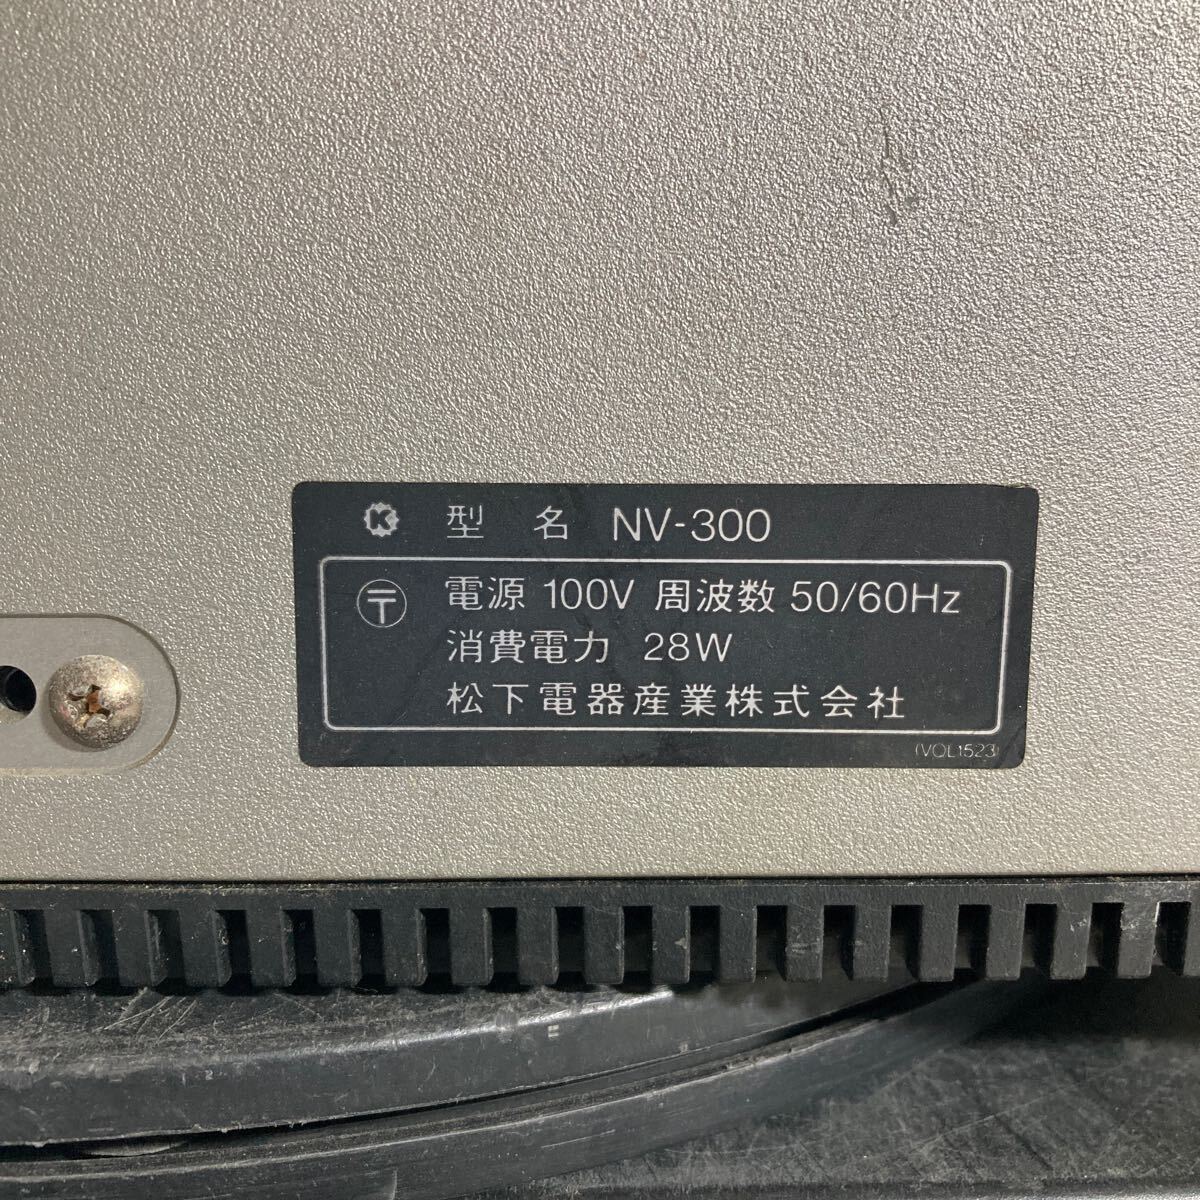 K 型名 NV-300
〒 電源 100V 周波数 50/60Hz
消費電力 28W
松下電器産業株式会社
(VQL1523)